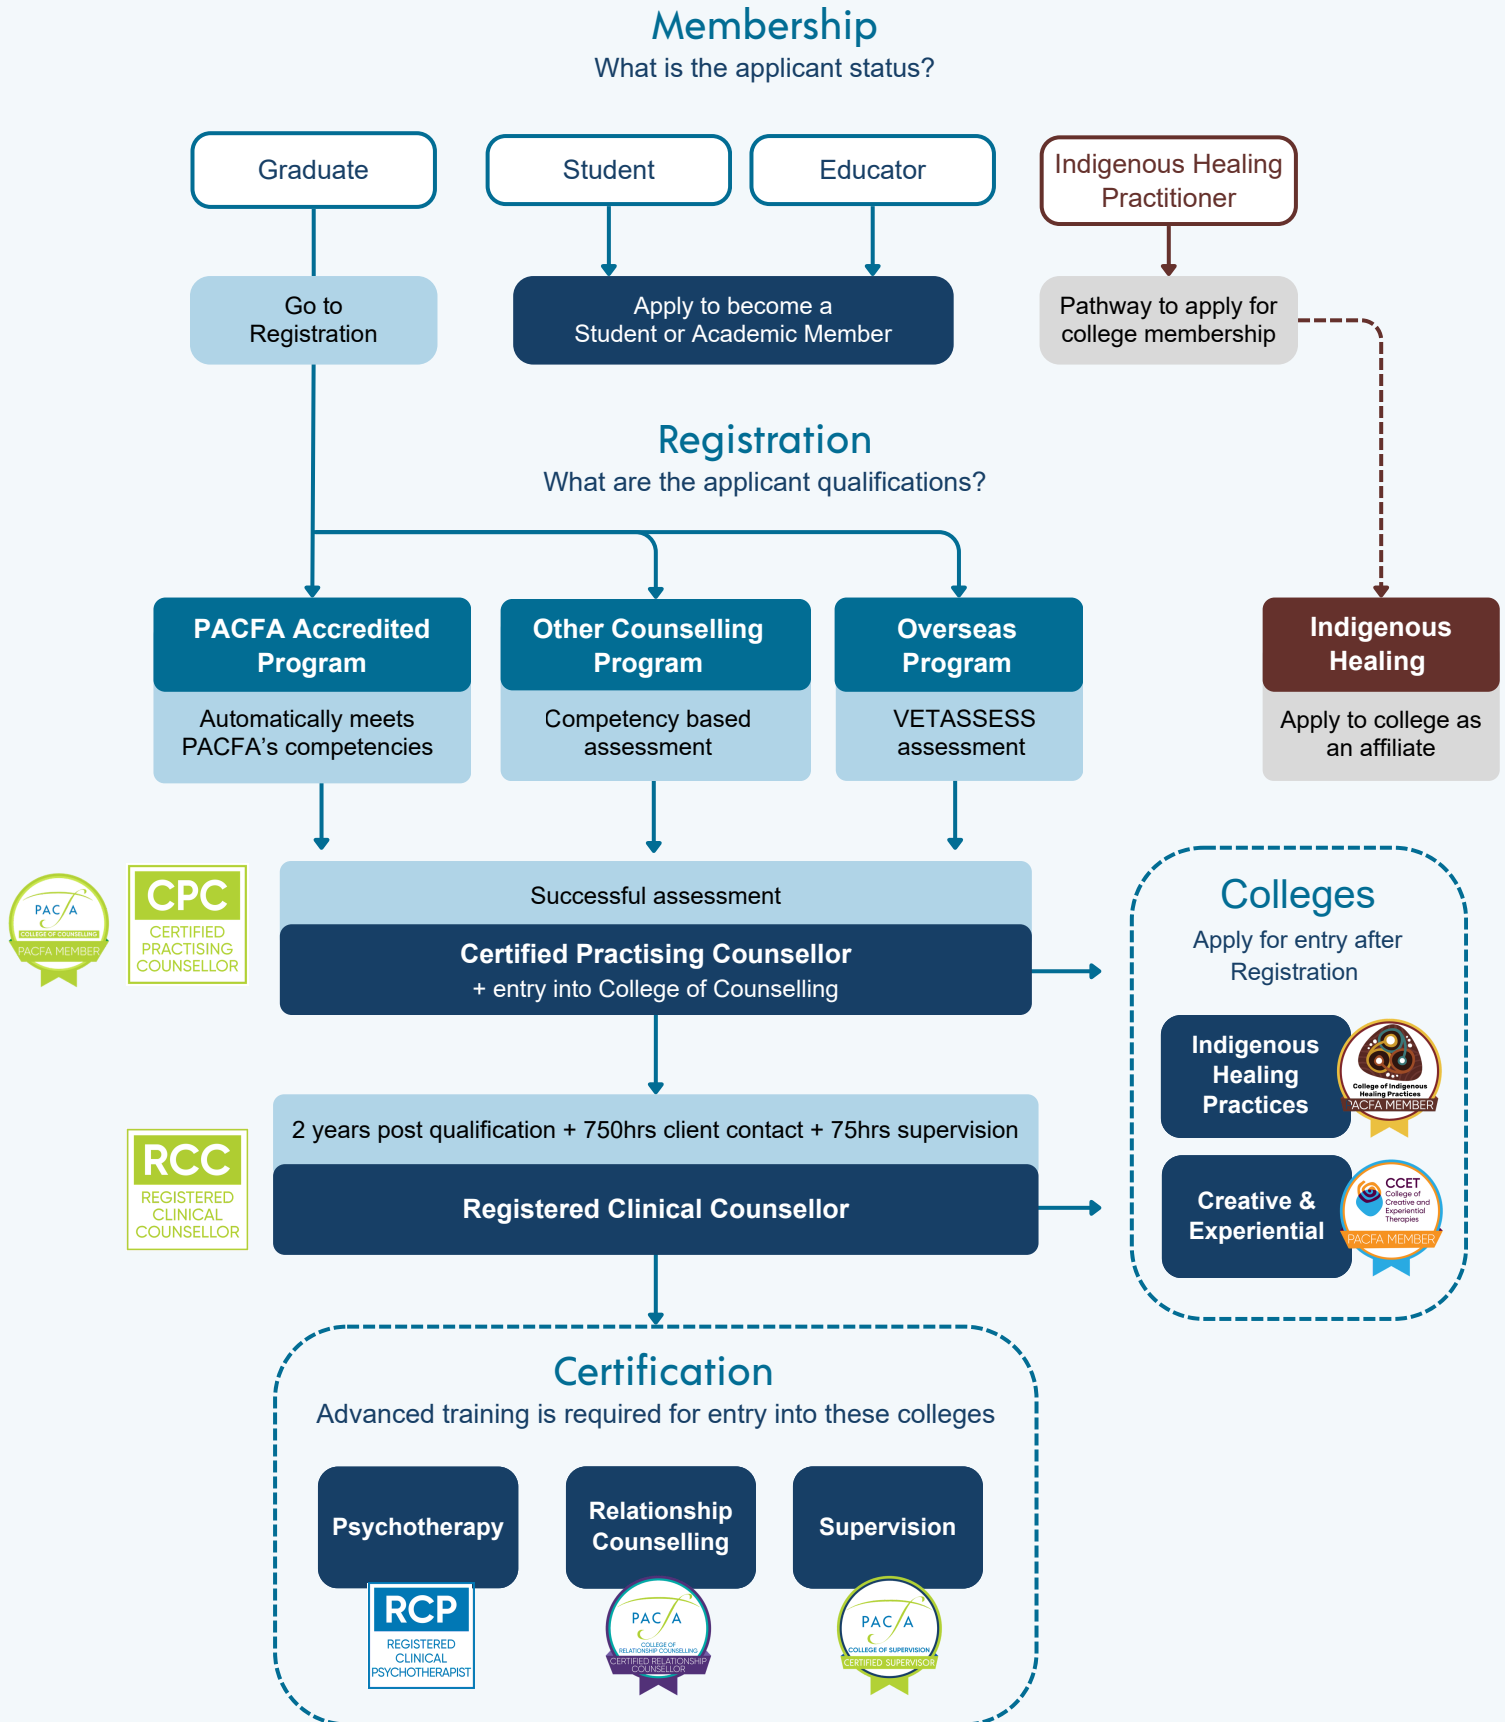 Membership
What is the applicant status?
Graduate
Student
Educator
Indigenous Healing
Practitioner
Go to
Registration
Apply to become a
Student or Academic Member
Pathway to apply for
college membership
Registration
What are the applicant qualifications?
PACFA Accredited
Program
Automatically meets
PACFA’s competencies
Other Counselling
Program
Competency based
assessment
Overseas
Program
VETASSESS
assessment
Indigenous
Healing
Apply to college as
an affiliate
PACFA
COLLEGE OF COUNSELLING
PACFA MEMBER
CPC
CERTIFIED
PRACTISING
COUNSELLOR
Successful assessment
Certified Practising Counsellor
+ entry into College of Counselling
Colleges
Apply for entry after
Registration
Indigenous
Healing
Practices
College of Indigenous
Healing Practices
PACFA MEMBER
Creative &
Experiential
CCET
College of
Creative and
Experiential
Therapies
PACFA MEMBER
RCC
REGISTERED
CLINICAL
COUNSELLOR
2 years post qualification + 750hrs client contact + 75hrs supervision
Registered Clinical Counsellor
Certification
Advanced training is required for entry into these colleges
Psychotherapy
RCP
REGISTERED
CLINICAL
PSYCHOTHERAPIST
Relationship
Counselling
PACFA
COLLEGE OF
RELATIONSHIP COUNSELLING
CERTIFIED RELATIONSHIP
COUNSELLOR
Supervision
PACFA
COLLEGE OF SUPERVISION
CERTIFIED SUPERVISOR